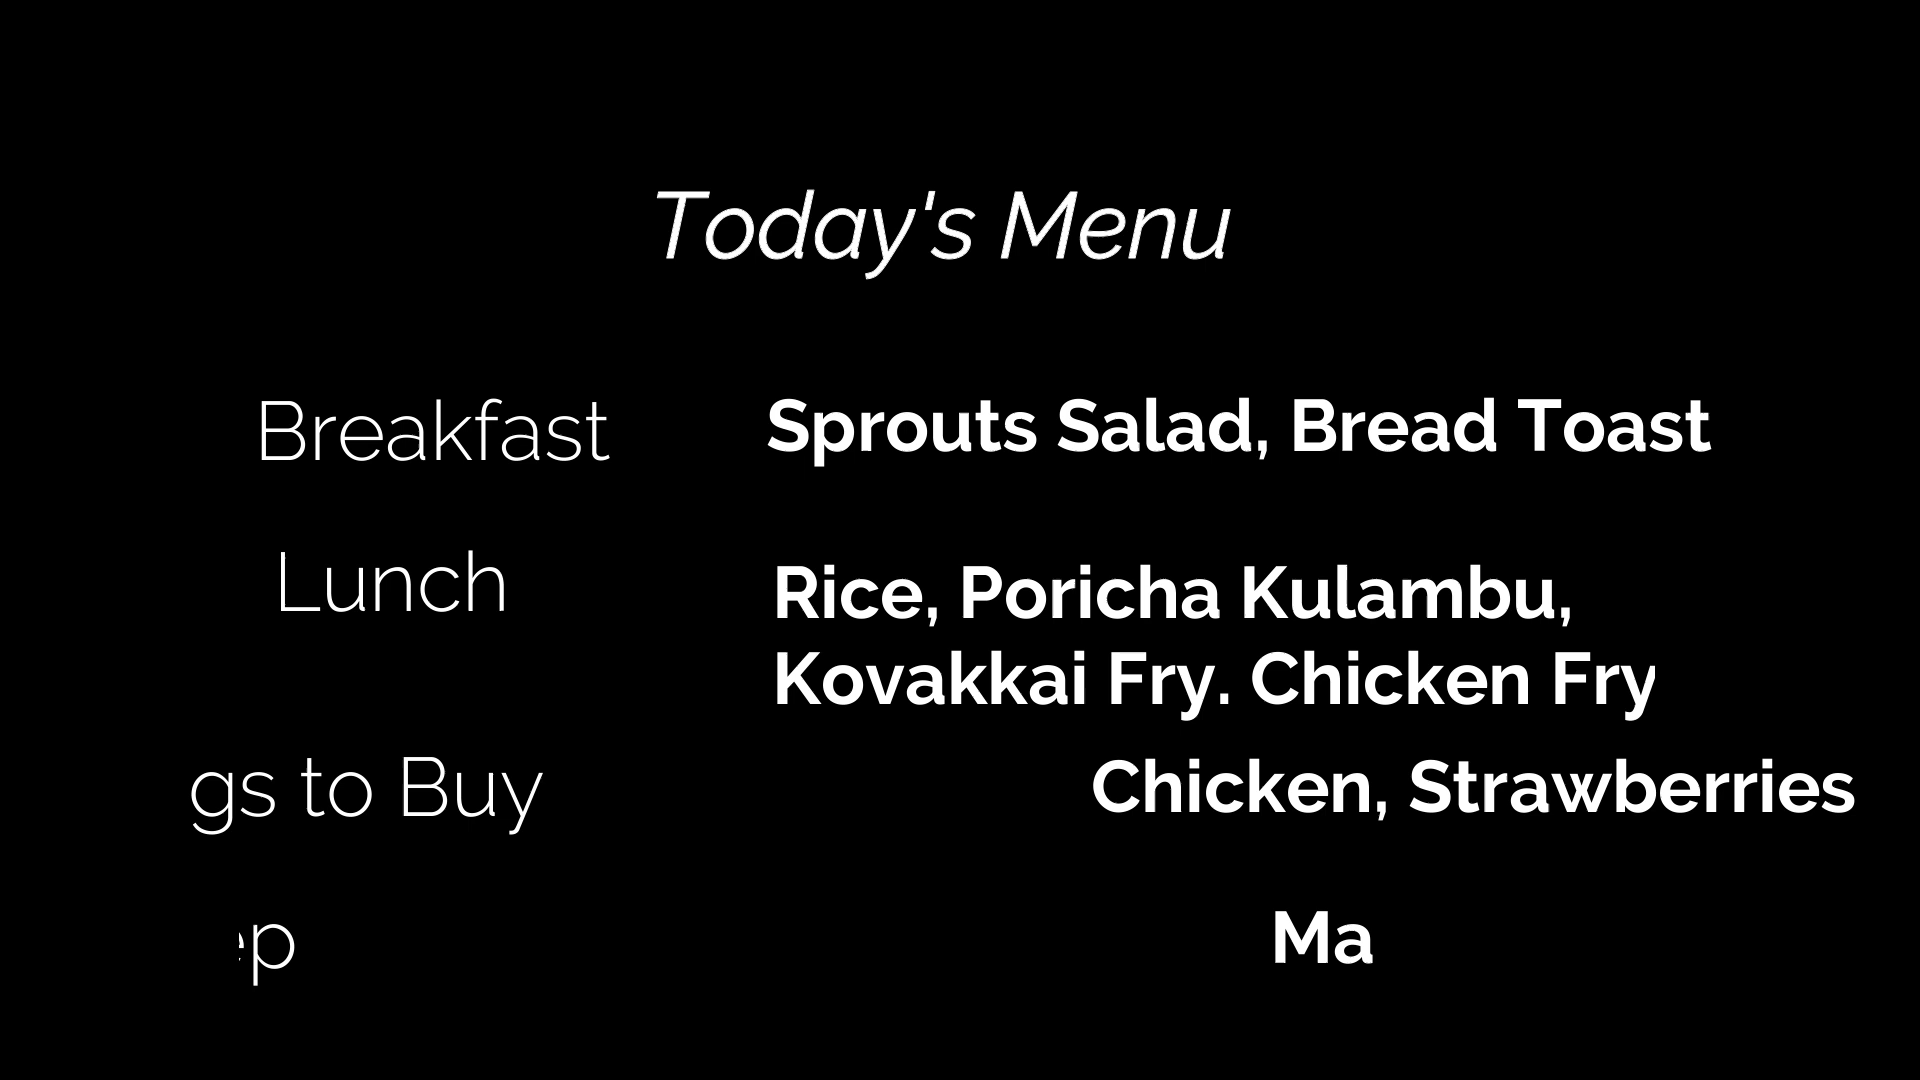 Today's Menu
Breakfast
Sprouts Salad, Bread Toast
Lunch
Rice, Poricha Kulambu,
Kovakkai Fry. Chicken Fry
gs to Buy
Chicken, Strawberries
Ma